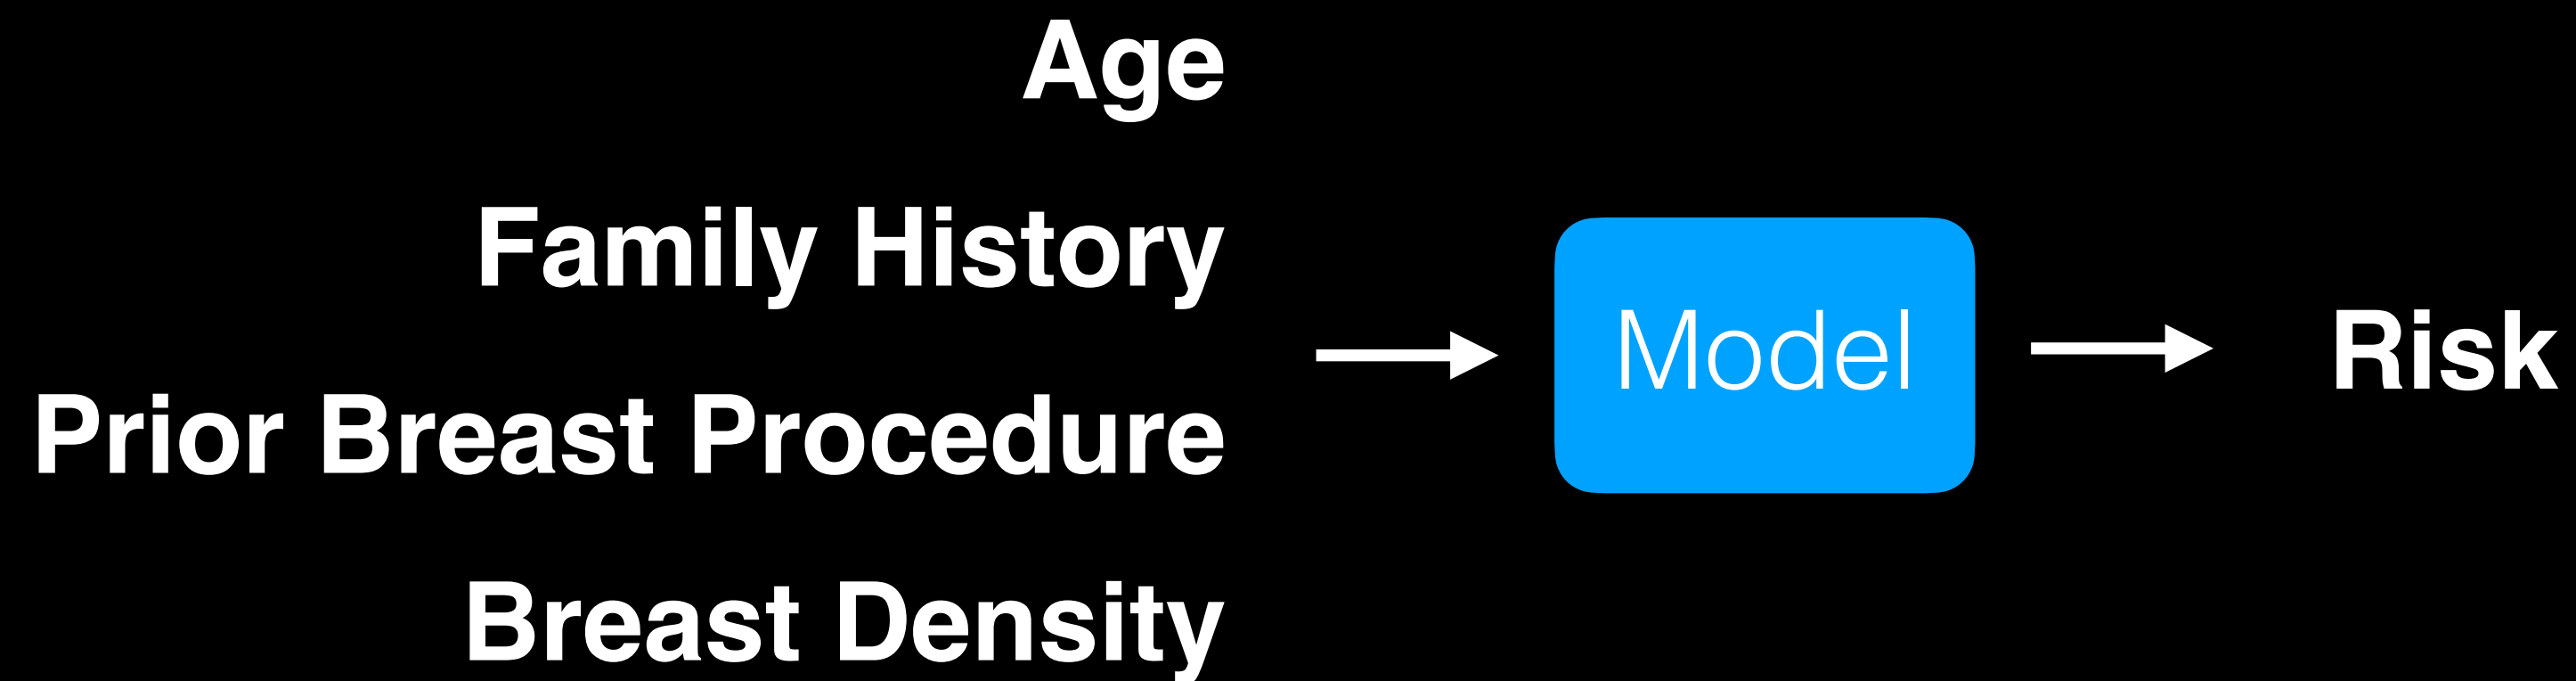 Age
Family History
Prior Breast Procedure
Breast Density
Model
Risk